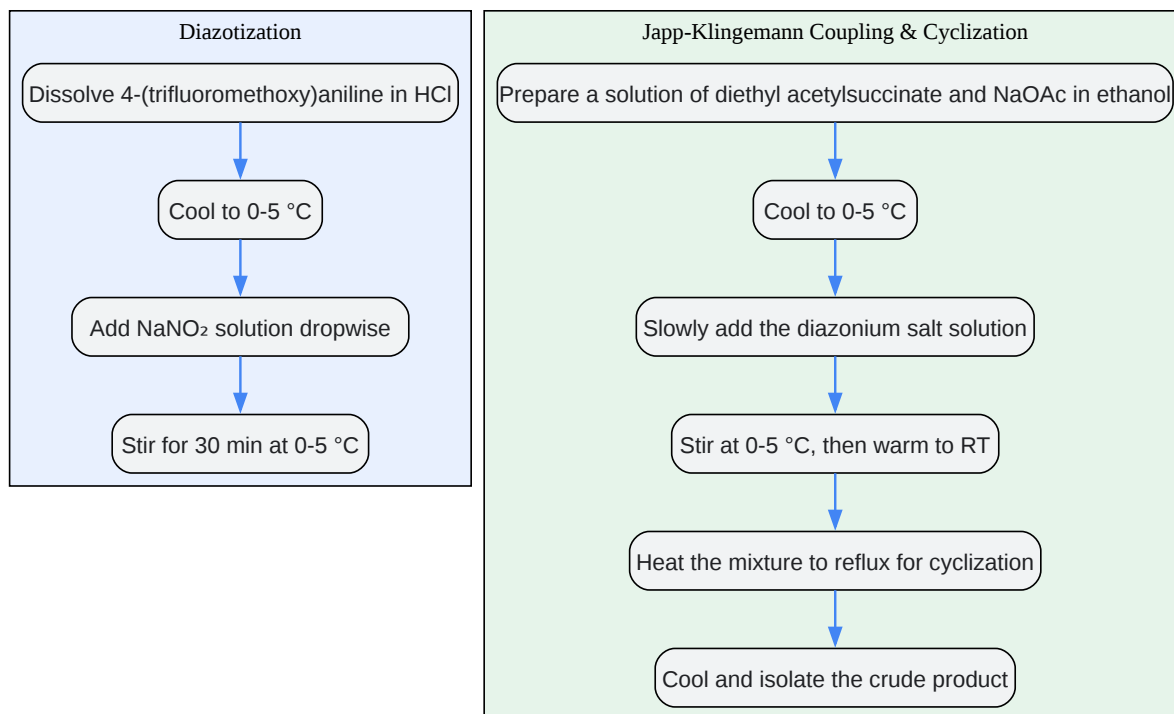 Diazotization
Dissolve 4-(trifluoromethoxy)aniline in HCl
Cool to 0-5 °C
Add NaNO₂ solution dropwise
Stir for 30 min at 0-5 °C
Japp-Klingemann Coupling & Cyclization
Prepare a solution of diethyl acetylsuccinate and NaOAc in ethanol
Cool to 0-5 °C
Slowly add the diazonium salt solution
Stir at 0-5 °C, then warm to RT
Heat the mixture to reflux for cyclization
Cool and isolate the crude product